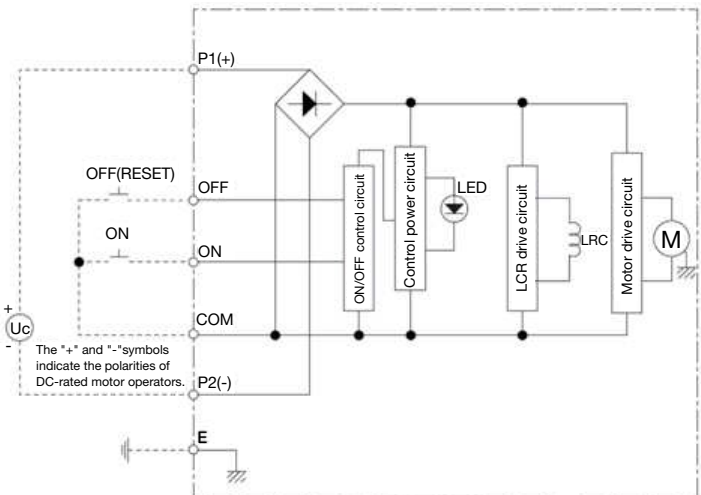 P1(+)
OFF(RESET)
OFF
ON
ON
COM
+
Uc
-
The "+" and "-"symbols
indicate the polarities of
DC-rated motor operators.
P2(-)
E
ON/OFF control circuit
Control power circuit
LED
LCR drive circuit
LRC
Motor drive circuit
M